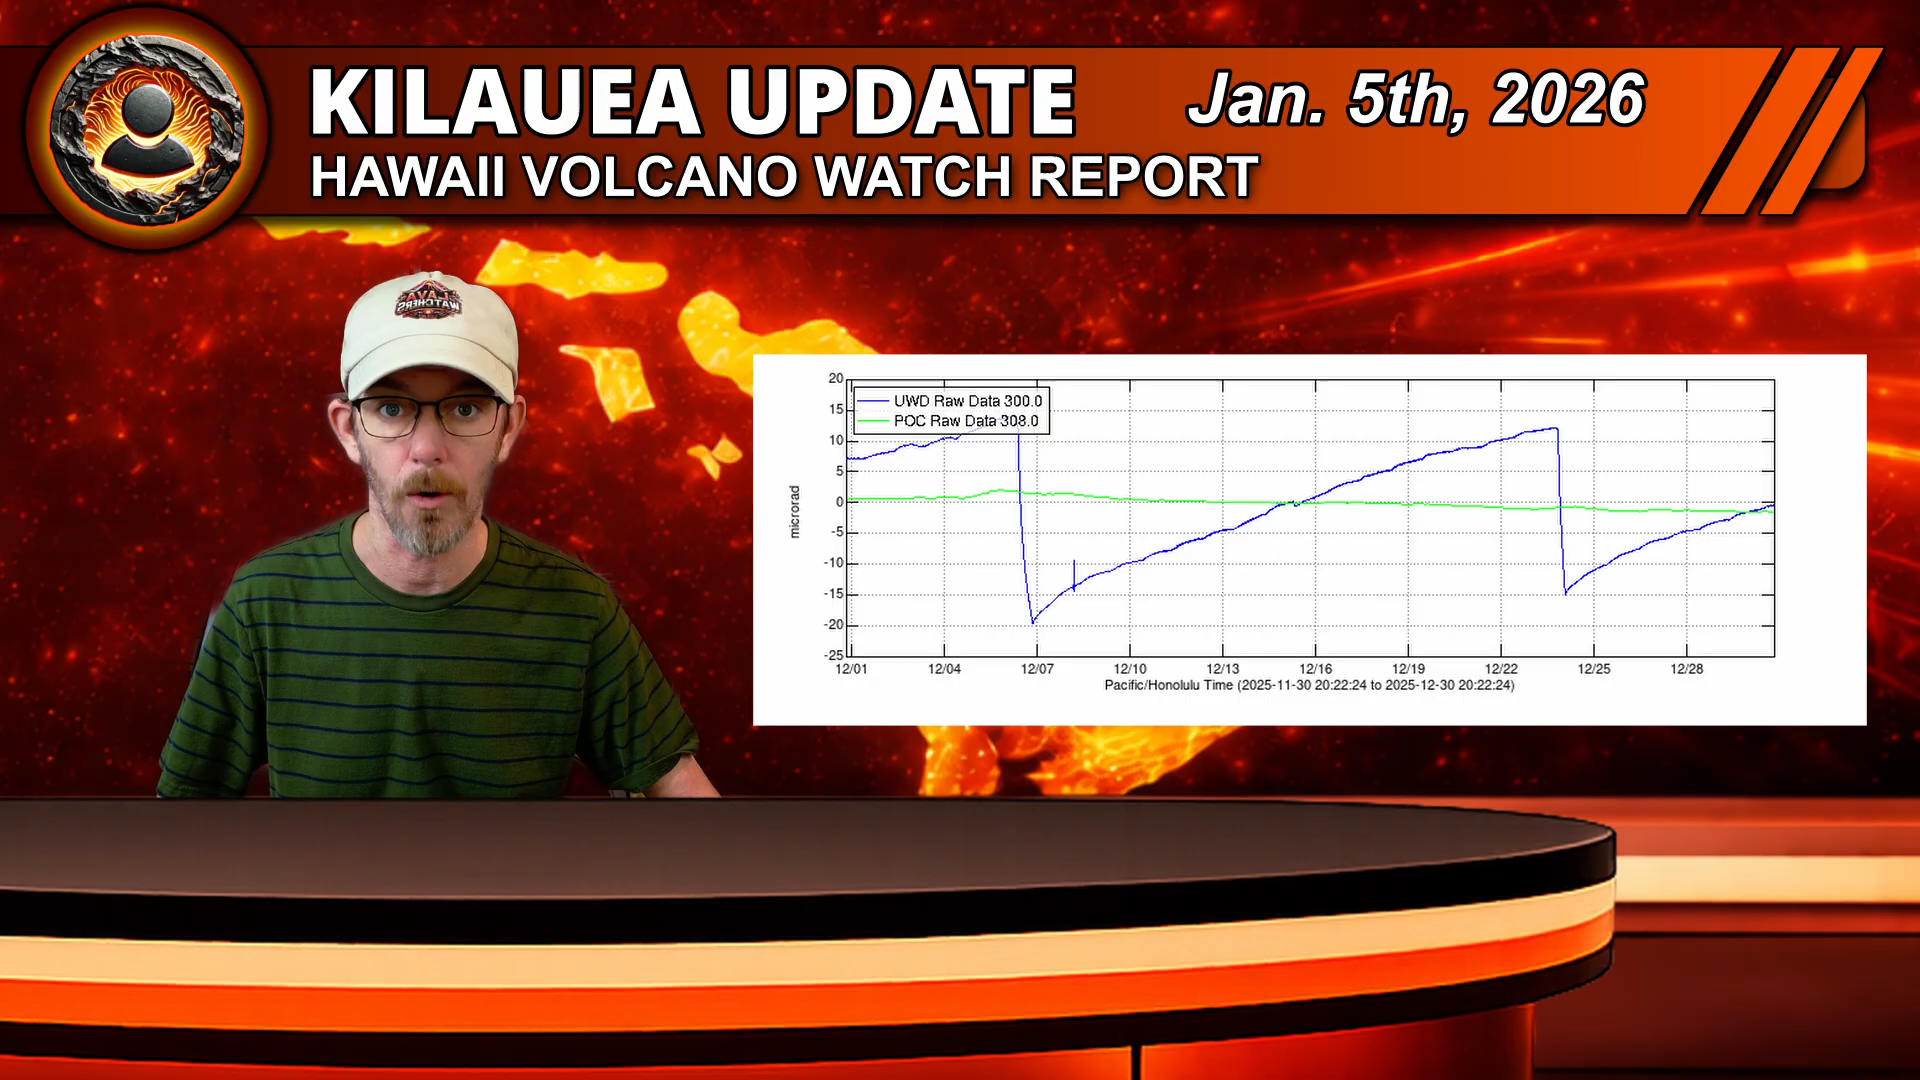 KILAUEA UPDATE
Jan. 5th, 2026
HAWAII VOLCANO WATCH REPORT
LAVA
WATCHERS
20
15
10
5
0
-5
-10
-15
-20
-25
microrad
UWD Raw Data 300.0
POC Raw Data 308.0
12/01 12/04 12/07 12/10 12/13 12/16 12/19 12/22 12/25 12/28
Pacific/Honolulu Time (2025-11-30 20:22:24 to 2025-12-30 20:22:24)